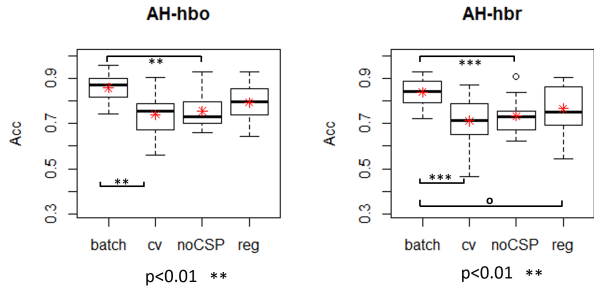 AH-hbo
**
Acc
0.9
0.7
0.5
0.3
**
batch cv noCSP reg
p<0.01 **
AH-hbr
***
Acc
0.9
0.7
0.5
0.3
***
o
batch cv noCSP reg
p<0.01 **